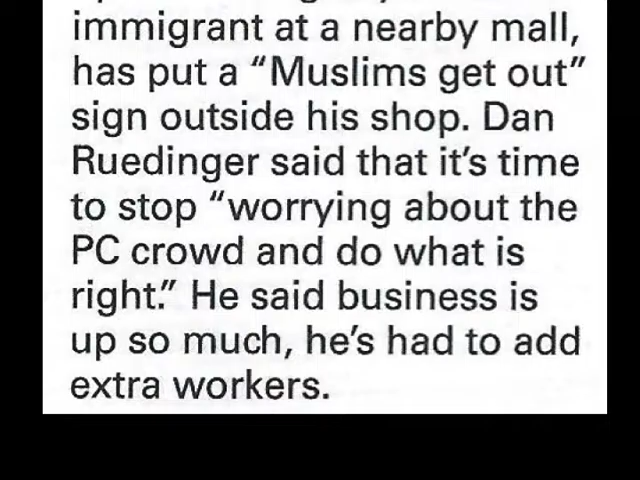 immigrant at a nearby mall,
has put a “Muslims get out”
sign outside his shop. Dan
Ruedinger said that it’s time
to stop “worrying about the
PC crowd and do what is
right.” He said business is
up so much, he’s had to add
extra workers.